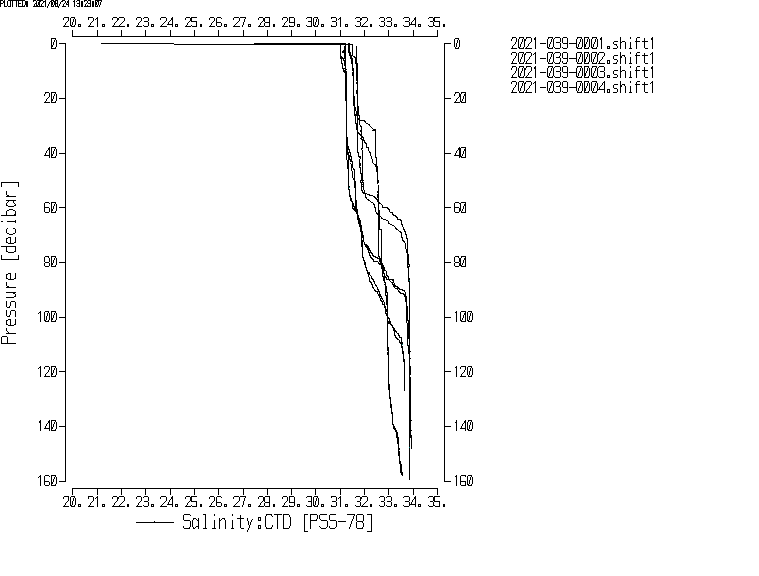 PLOTTED: 2021/08/24 13:23:07
20. 21. 22. 23. 24. 25. 26. 27. 28. 29. 30. 31. 32. 33. 34. 35.
0 0
20 20
40 40
60 60
80 80
100 100
120 120
140 140
160 160
Pressure [decibar]
20. 21. 22. 23. 24. 25. 26. 27. 28. 29. 30. 31. 32. 33. 34. 35.
Salinity:CTD [PSS-78]
2021-039-0001.shift1
2021-039-0002.shift1
2021-039-0003.shift1
2021-039-0004.shift1